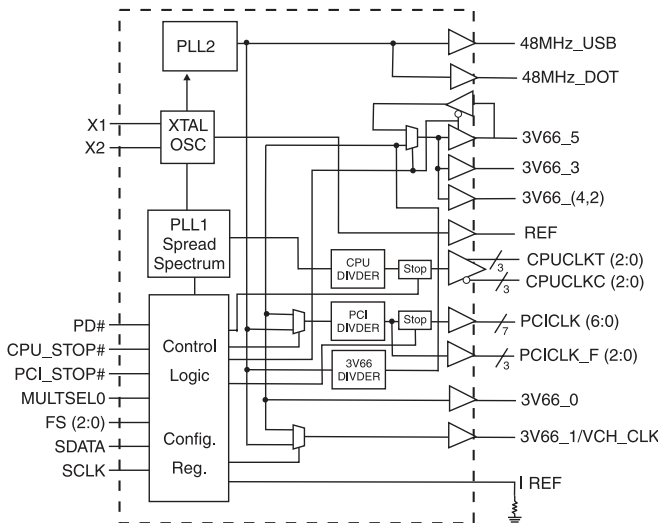 PLL2
48MHz_USB
48MHz_DOT
X1
X2
XTAL
OSC
3V66_5
3V66_3
3V66_(4,2)
REF
PLL1
Spread
Spectrum
CPU
DIVDER
Stop
3
CPUCLKT (2:0)
3
CPUCLKC (2:0)
PD#
CPU_STOP#
PCI_STOP#
MULTSEL0
FS (2:0)
SDATA
SCLK
Control
Logic
Config.
Reg.
PCI
DIVDER
Stop
7
PCICLK (6:0)
3
PCICLK_F (2:0)
3V66
DIVDER
3V66_0
3V66_1/VCH_CLK
I REF